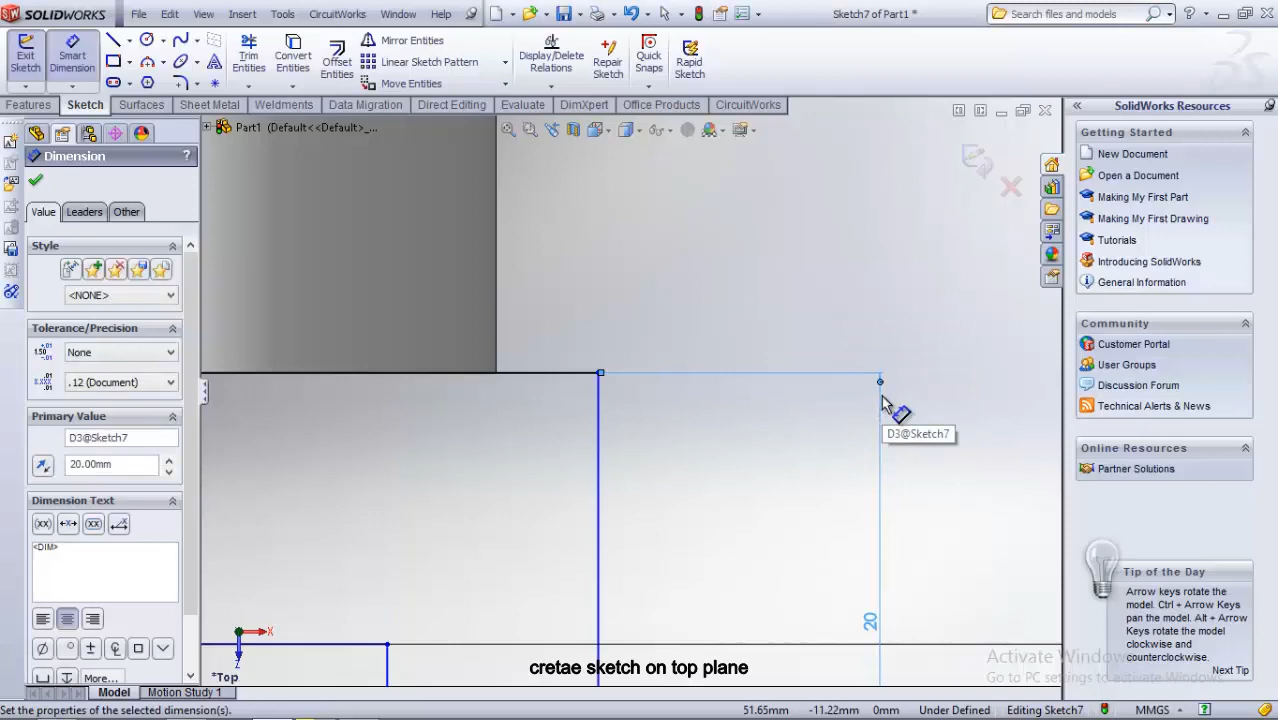 SOLIDWORKS File Edit View Insert Tools CircuitWorks Window Help Sketch7 of Part1 * Search files and models
Exit Sketch
Smart Dimension
Trim Entities
Convert Entities
Offset Entities
Mirror Entities
Linear Sketch Pattern
Move Entities
Display/Delete Relations
Repair Sketch
Quick Snaps
Rapid Sketch
Features Sketch Surfaces Sheet Metal Weldments Data Migration Direct Editing Evaluate DimXpert Office Products CircuitWorks
Part1 (Default<<Default>_...
Dimension ?
Value Leaders Other
Style
<NONE>
Tolerance/Precision
None
.12 (Document)
Primary Value
D3@Sketch7
20.00mm
Dimension Text
<DIM>
More...
D3@Sketch7
20
X
Z
*Top
cretae sketch on top plane
SolidWorks Resources
Getting Started
New Document
Open a Document
Making My First Part
Making My First Drawing
Tutorials
Introducing SolidWorks
General Information
Community
Customer Portal
User Groups
Discussion Forum
Technical Alerts & News
Online Resources
Partner Solutions
Tip of the Day
Arrow keys rotate the
model. Ctrl + Arrow Keys
pan the model. Alt +
Arrow Keys rotate the
model clockwise and
counterclockwise.
Next Tip
Activate Windows
Go to PC settings to activate Windows.
Model Motion Study 1
Set the properties of the selected dimension(s). 51.65mm -11.22mm 0mm Under Defined Editing Sketch7 MMGS